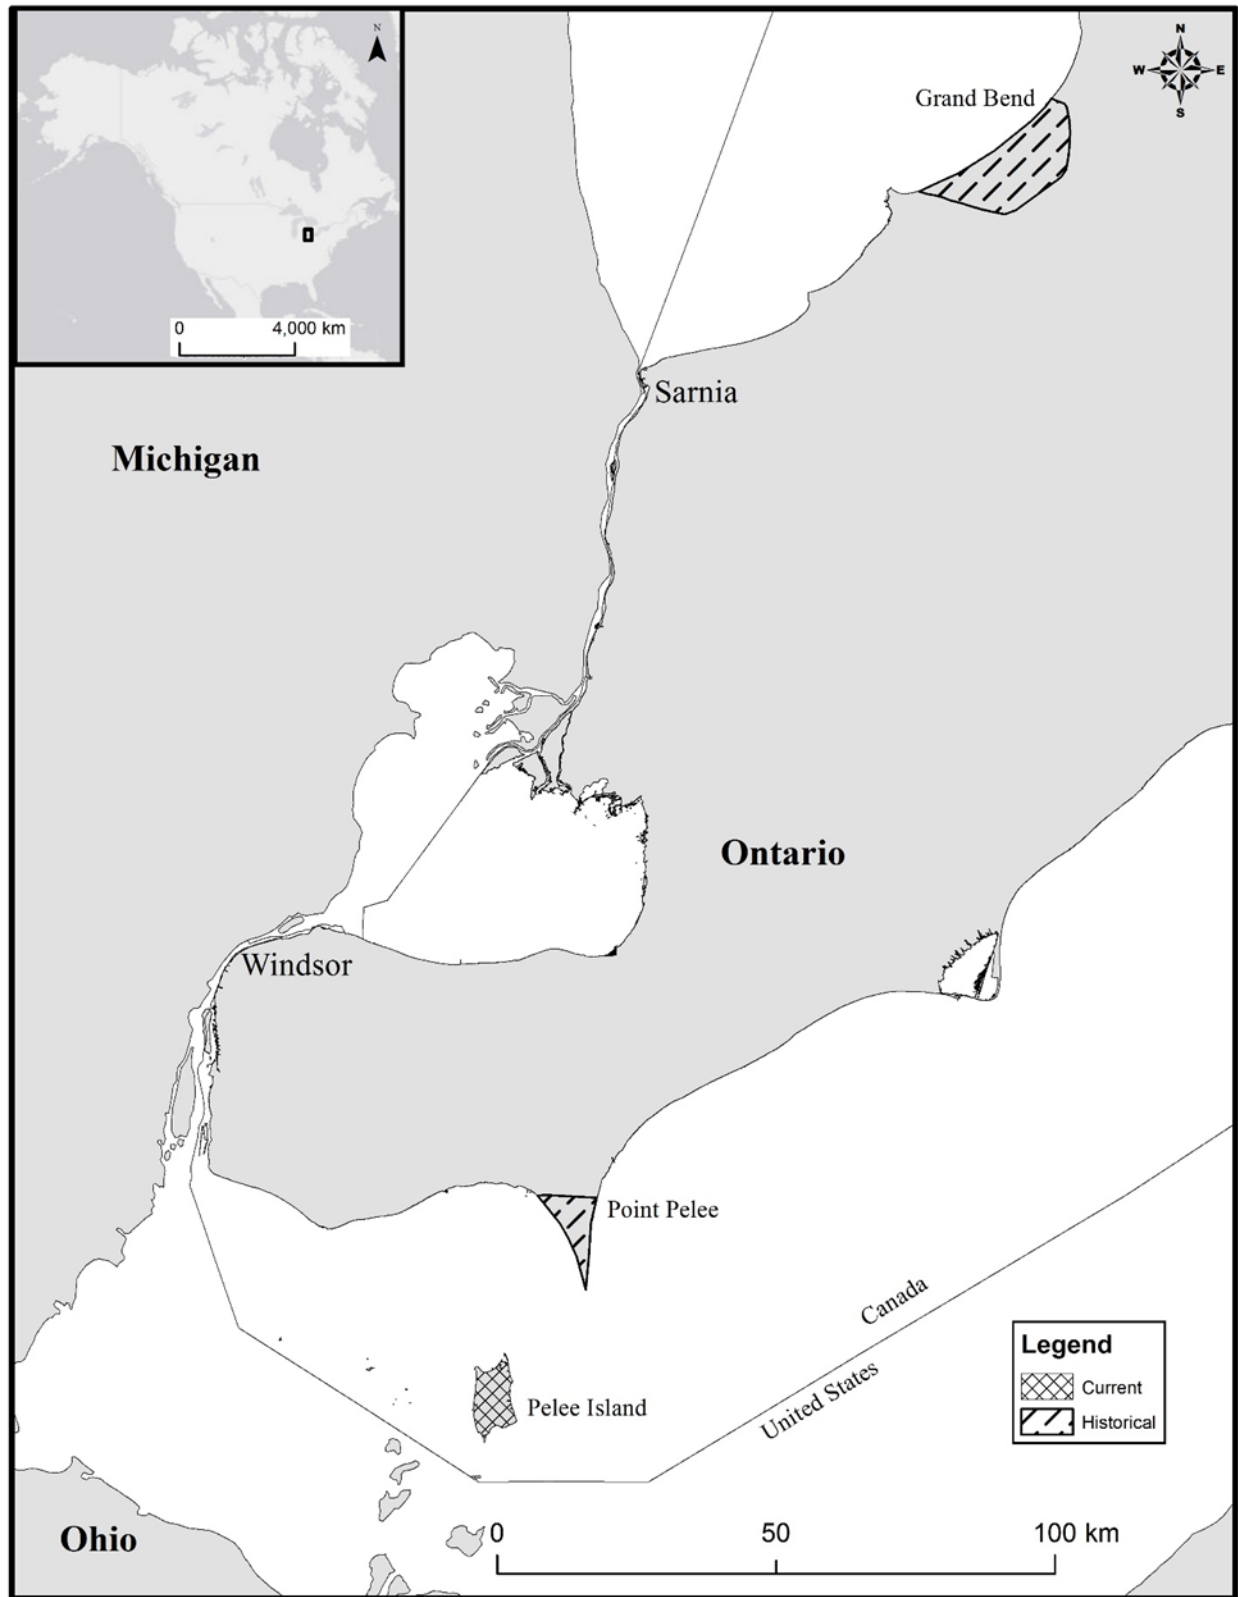 N
0 4,000 km
N
W E
S
Grand Bend
Sarnia
Michigan
Ontario
Windsor
Point Pelee
Canada
United States
Pelee Island
Legend
Current
Historical
Ohio
0 50 100 km